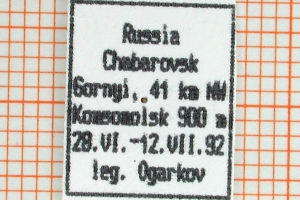 Russia
Chabarovsk
Gornyi, 41 km NW
Komsomolsk 900 m
28.VI.-12.VII.92
leg. Ogarkov